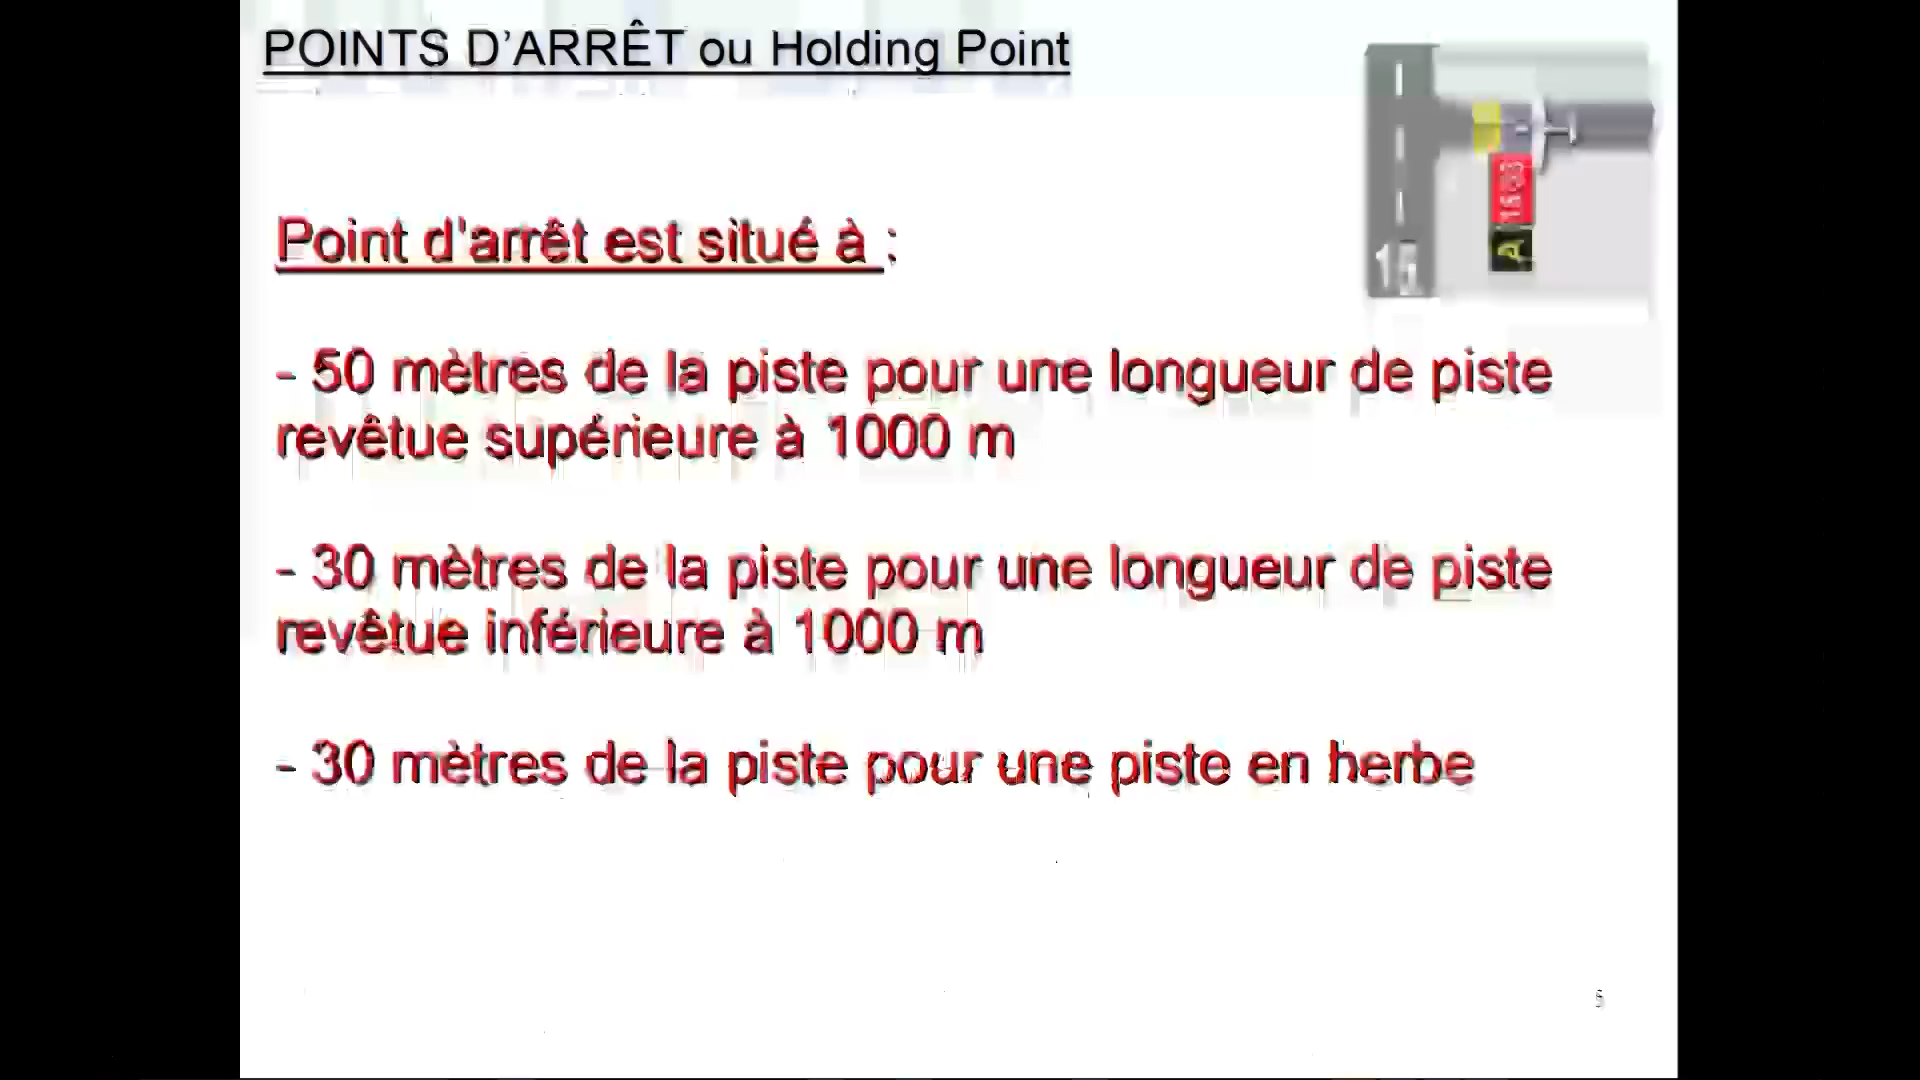 POINTS D'ARRÊT ou Holding Point
Point d'arrêt est situé à :
- 50 mètres de la piste pour une longueur de piste
revêtue supérieure à 1000 m
- 30 mètres de la piste pour une longueur de piste
revêtue inférieure à 1000 m
- 30 mètres de la piste pour une piste en herbe
15
A